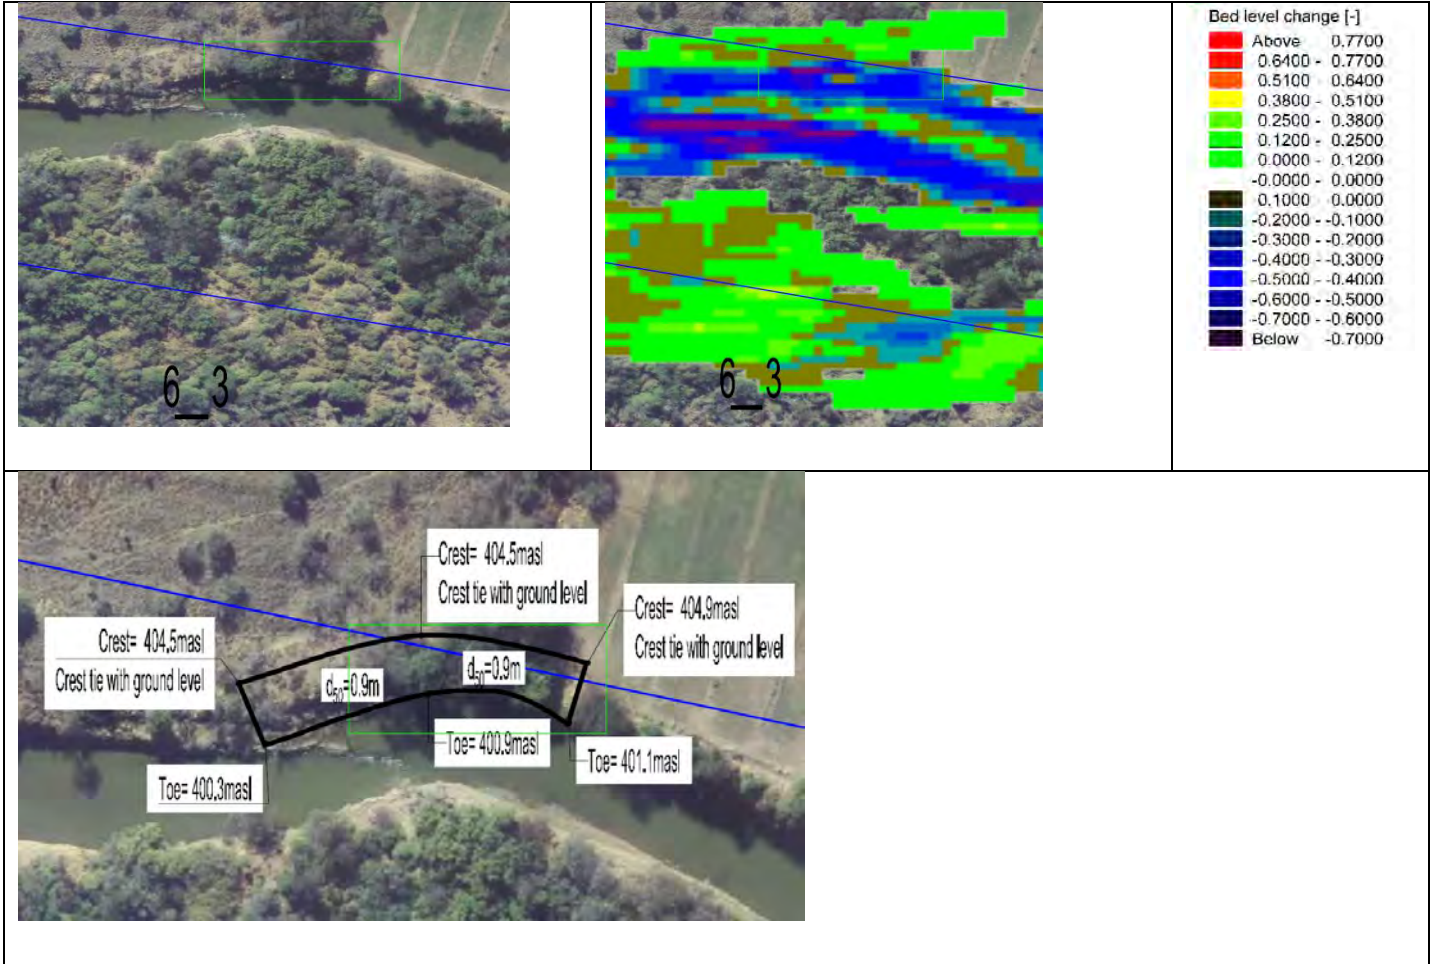 6_3
6_3
Bed level change [-]
Above 0.7700
0.6400 - 0.7700
0.5100 - 0.6400
0.3800 - 0.5100
0.2500 - 0.3800
0.1200 - 0.2500
0.0000 - 0.1200
-0.0000 - 0.0000
0.1000 0.0000
-0.2000 - -0.1000
-0.3000 - -0.2000
-0.4000 - -0.3000
-0.5000 - -0.4000
-0.6000 - -0.5000
-0.7000 - -0.6000
Below -0.7000
Crest= 404.5masl
Crest tie with ground level
Crest= 404.9masl
Crest tie with ground level
Crest= 404.5masl
Crest tie with ground level
d50=0.9m
d50=0.9m
Toe= 400.9masl
Toe= 401.1masl
Toe= 400.3masl